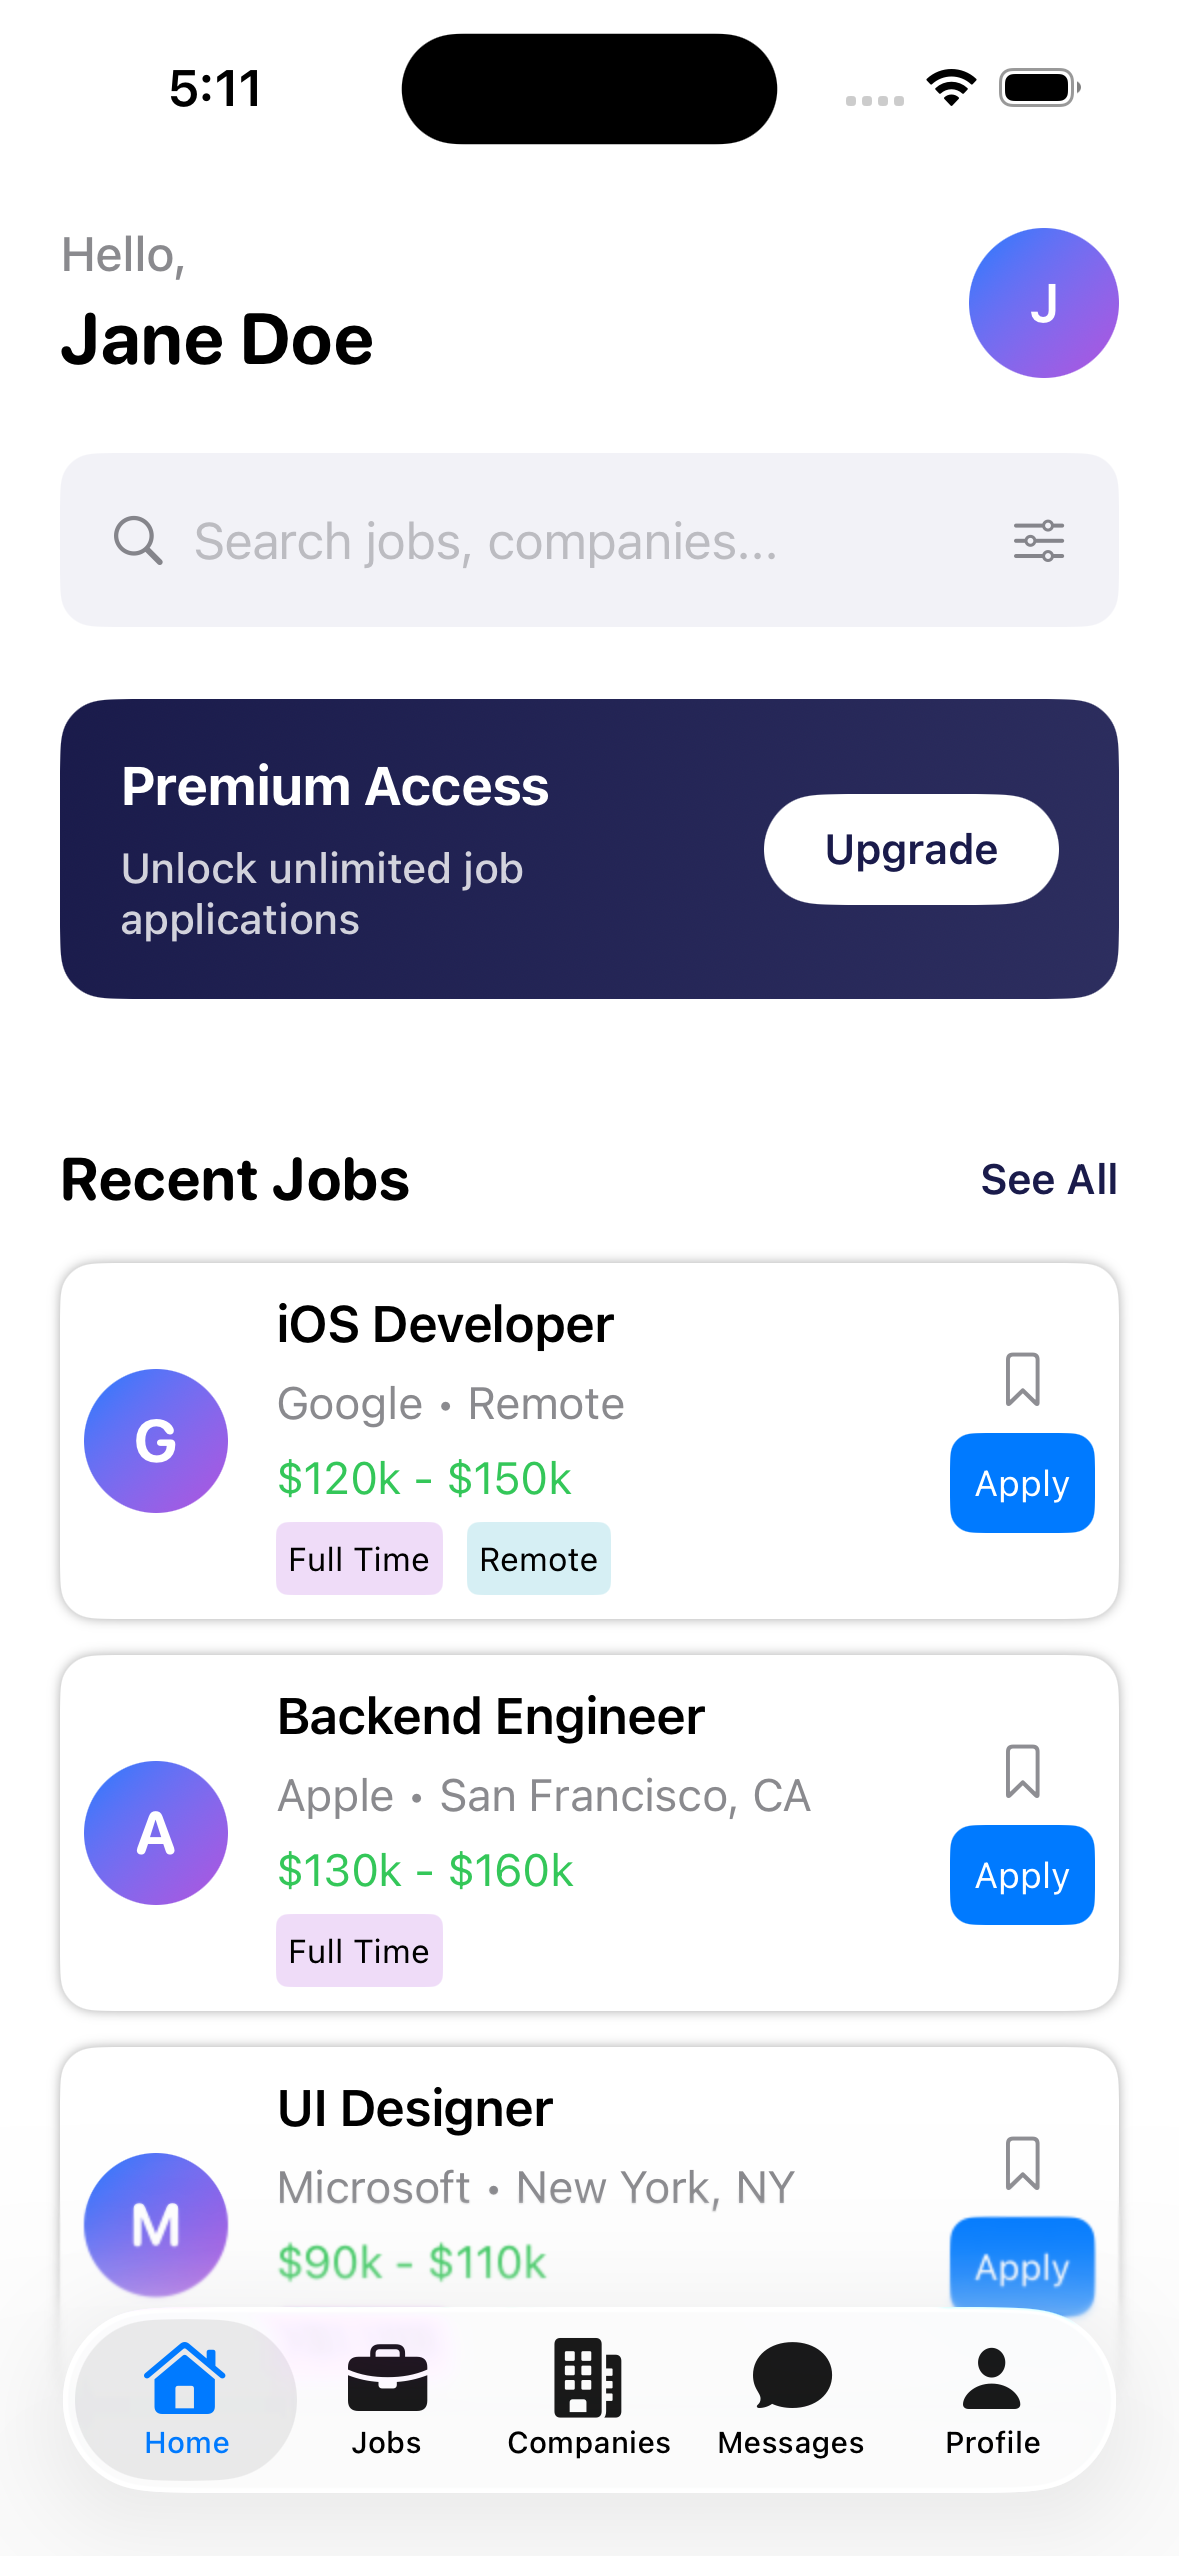 5:11
Hello,
Jane Doe
J
Search jobs, companies...
Premium Access
Unlock unlimited job
applications
Upgrade
Recent Jobs
See All
iOS Developer
G
Google • Remote
$120k - $150k
Apply
Full Time
Remote
Backend Engineer
A
Apple • San Francisco, CA
$130k - $160k
Apply
Full Time
UI Designer
M
Microsoft • New York, NY
$90k - $110k
Apply
Home
Jobs
Companies
Messages
Profile